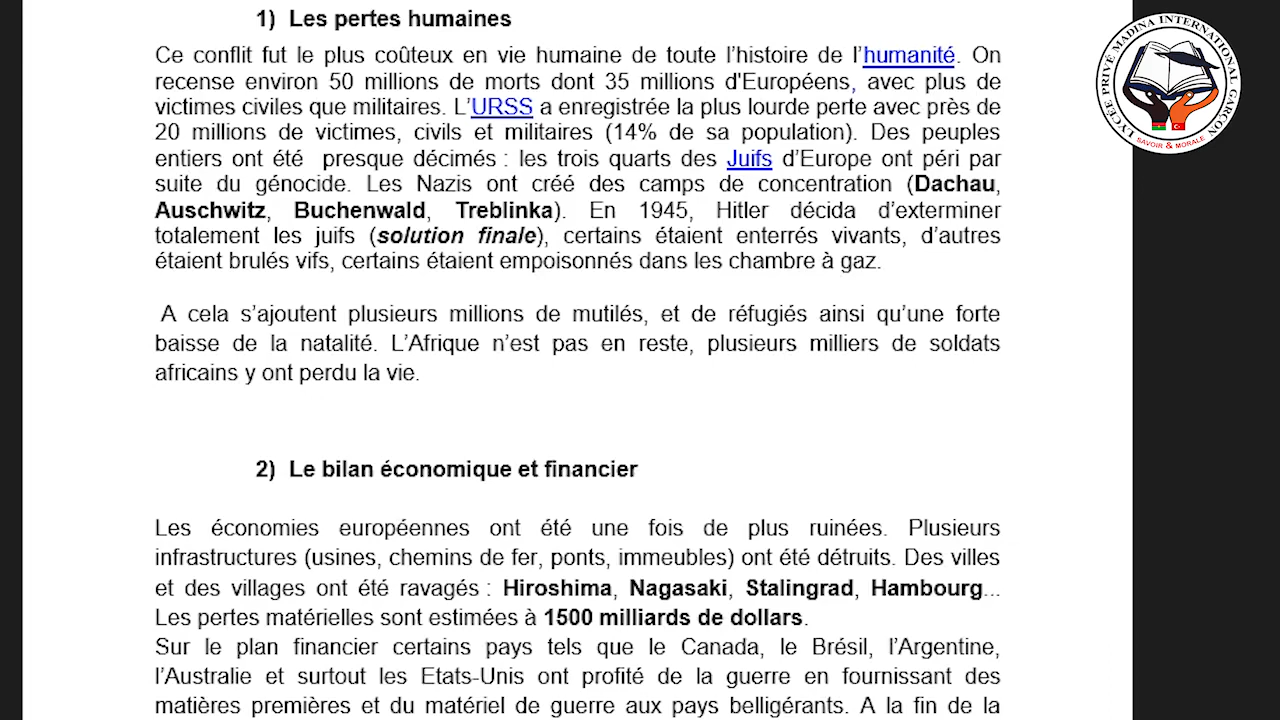 1) Les pertes humaines
Ce conflit fut le plus coûteux en vie humaine de toute l’histoire de l’humanité. On
recense environ 50 millions de morts dont 35 millions d'Européens, avec plus de
victimes civiles que militaires. L’URSS a enregistrée la plus lourde perte avec près de
20 millions de victimes, civils et militaires (14% de sa population). Des peuples
entiers ont été presque décimés : les trois quarts des Juifs d’Europe ont péri par
suite du génocide. Les Nazis ont créé des camps de concentration (Dachau,
Auschwitz, Buchenwald, Treblinka). En 1945, Hitler décida d’exterminer
totalement les juifs (solution finale), certains étaient enterrés vivants, d’autres
étaient brulés vifs, certains étaient empoisonnés dans les chambre à gaz.
A cela s’ajoutent plusieurs millions de mutilés, et de réfugiés ainsi qu’une forte
baisse de la natalité. L’Afrique n’est pas en reste, plusieurs milliers de soldats
africains y ont perdu la vie.
2) Le bilan économique et financier
Les économies européennes ont été une fois de plus ruinées. Plusieurs
infrastructures (usines, chemins de fer, ponts, immeubles) ont été détruits. Des villes
et des villages ont été ravagés : Hiroshima, Nagasaki, Stalingrad, Hambourg...
Les pertes matérielles sont estimées à 1500 milliards de dollars.
Sur le plan financier certains pays tels que le Canada, le Brésil, l’Argentine,
l’Australie et surtout les Etats-Unis ont profité de la guerre en fournissant des
matières premières et du matériel de guerre aux pays belligérants. A la fin de la
LYCEE PRIVÉ MADINA INTERNATIONAL GARCON
SAVOIR & MORALE